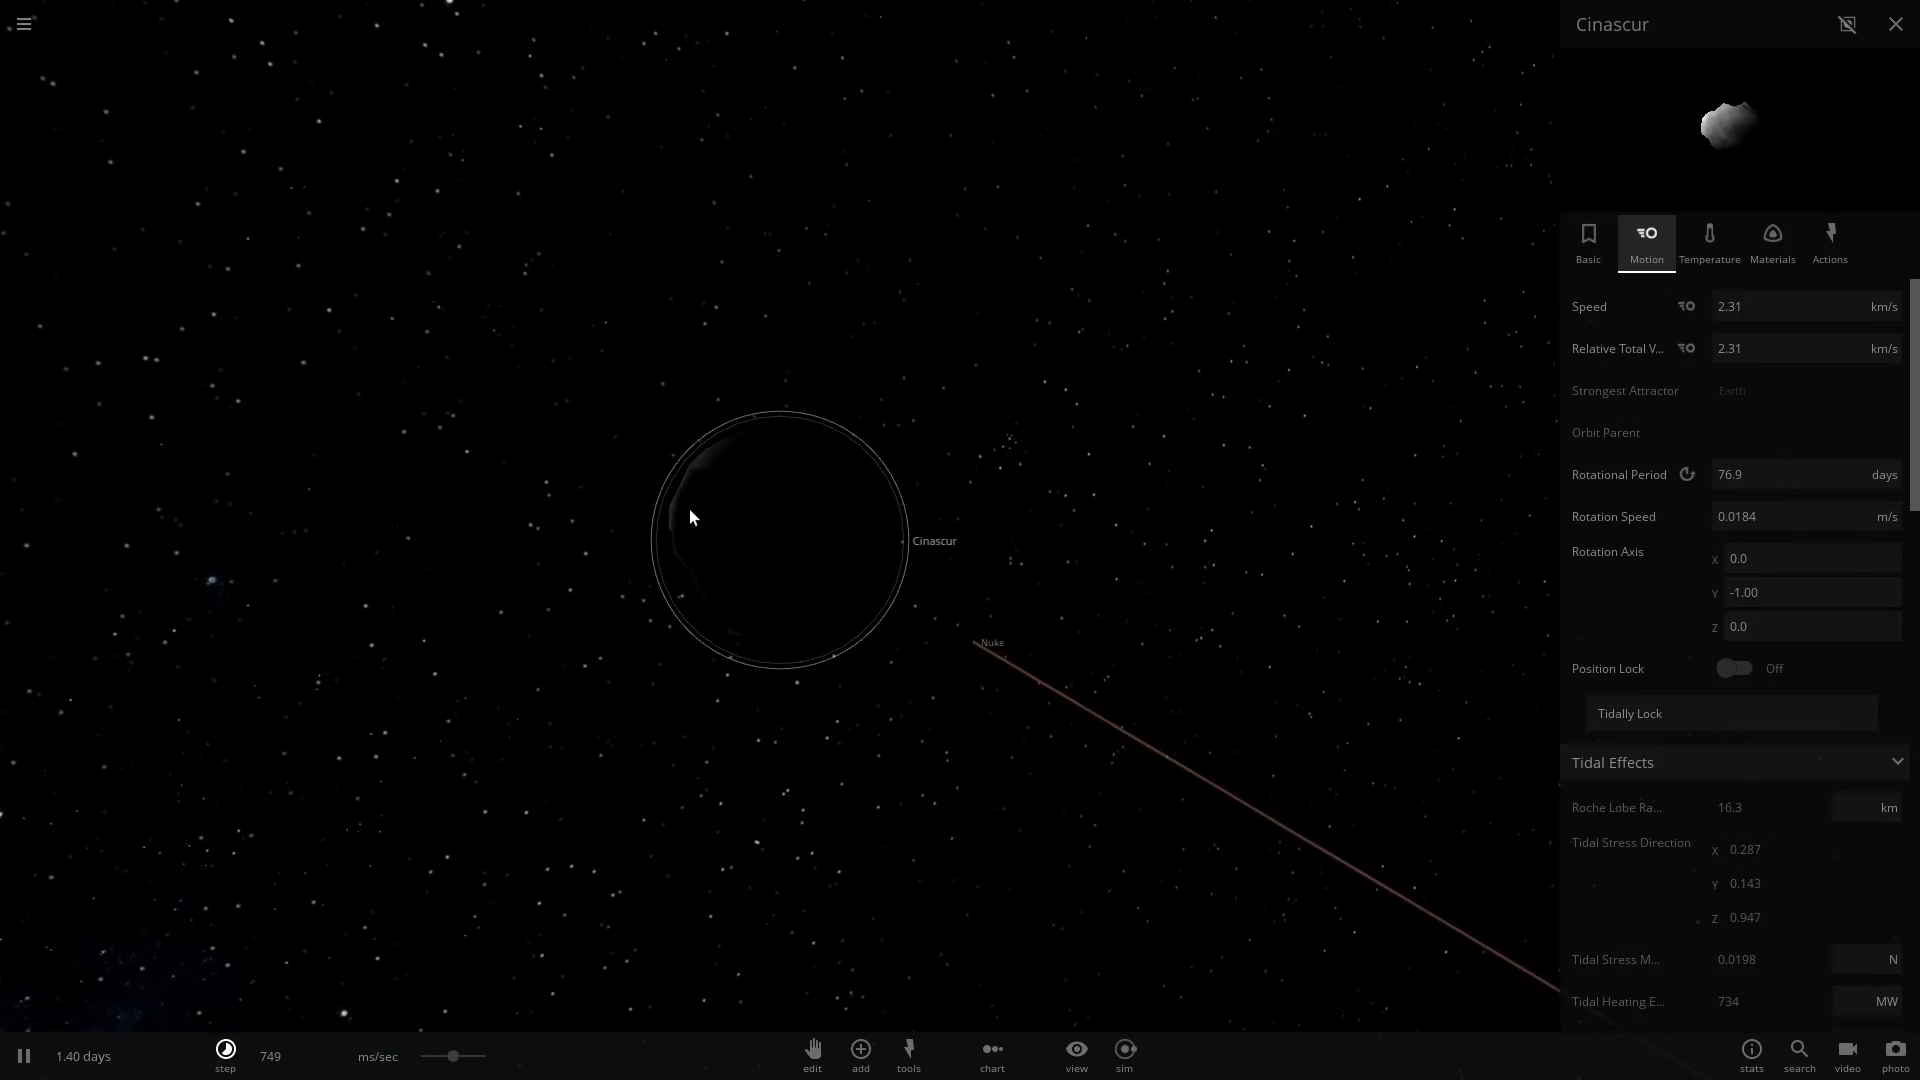 Cinascur
Basic
Motion
Temperature
Materials
Actions
Speed 2.31 km/s
Relative Total V... 2.31 km/s
Strongest Attractor Earth
Orbit Parent
Rotational Period 76.9 days
Rotation Speed 0.0184 m/s
Rotation Axis X 0.0
Y -1.00
Z 0.0
Position Lock Off
Tidally Lock
Tidal Effects
Roche Lobe Ra... 16.3 km
Tidal Stress Direction X 0.287
Y 0.143
Z 0.947
Tidal Stress M... 0.0198 N
Tidal Heating E... 734 MW
Cinascur
Nuke
1.40 days
step
749 ms/sec
edit
add
tools
chart
view
sim
stats
search
video
photo